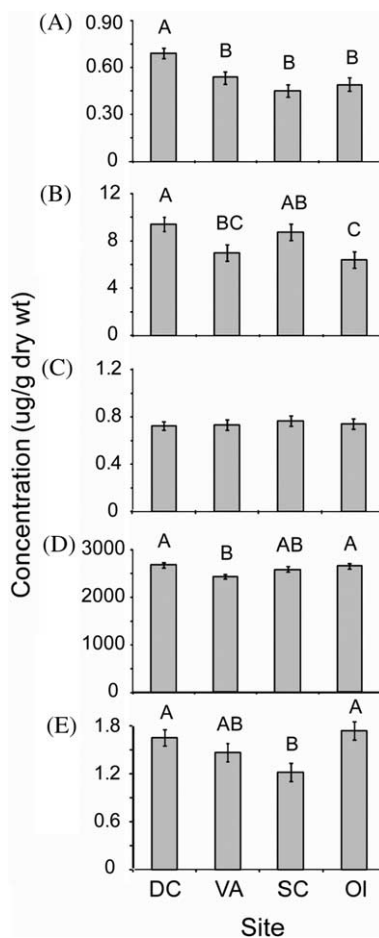 Concentration (ug/g dry wt)
(A)
0.90
0.60
0.30
0
A
B
B
B
(B)
12
8
4
0
A
BC
AB
C
(C)
1.2
0.8
0.4
0
(D)
3000
2000
1000
0
A
B
AB
A
(E)
1.8
1.2
0.6
0
A
AB
B
A
DC VA SC OI
Site